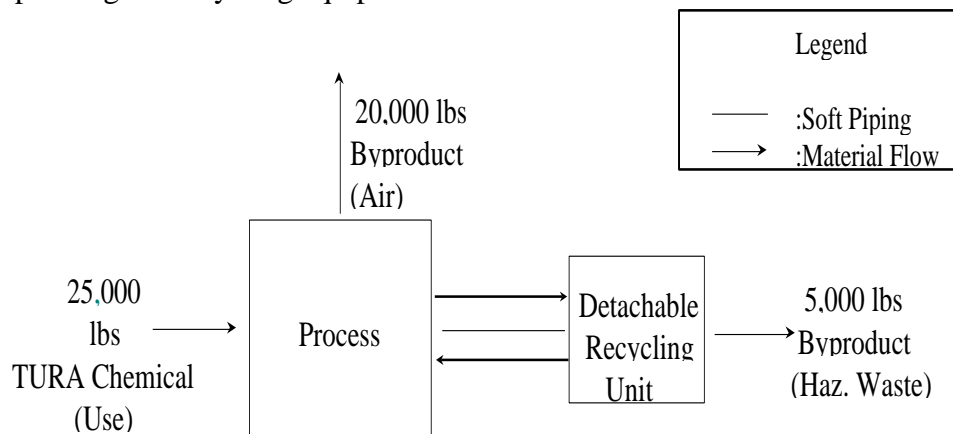 Legend
:Soft Piping
:Material Flow
20,000 lbs
Byproduct
(Air)
25,000
lbs
TURA Chemical
(Use)
Process
Detachable
Recycling
Unit
5,000 lbs
Byproduct
(Haz. Waste)